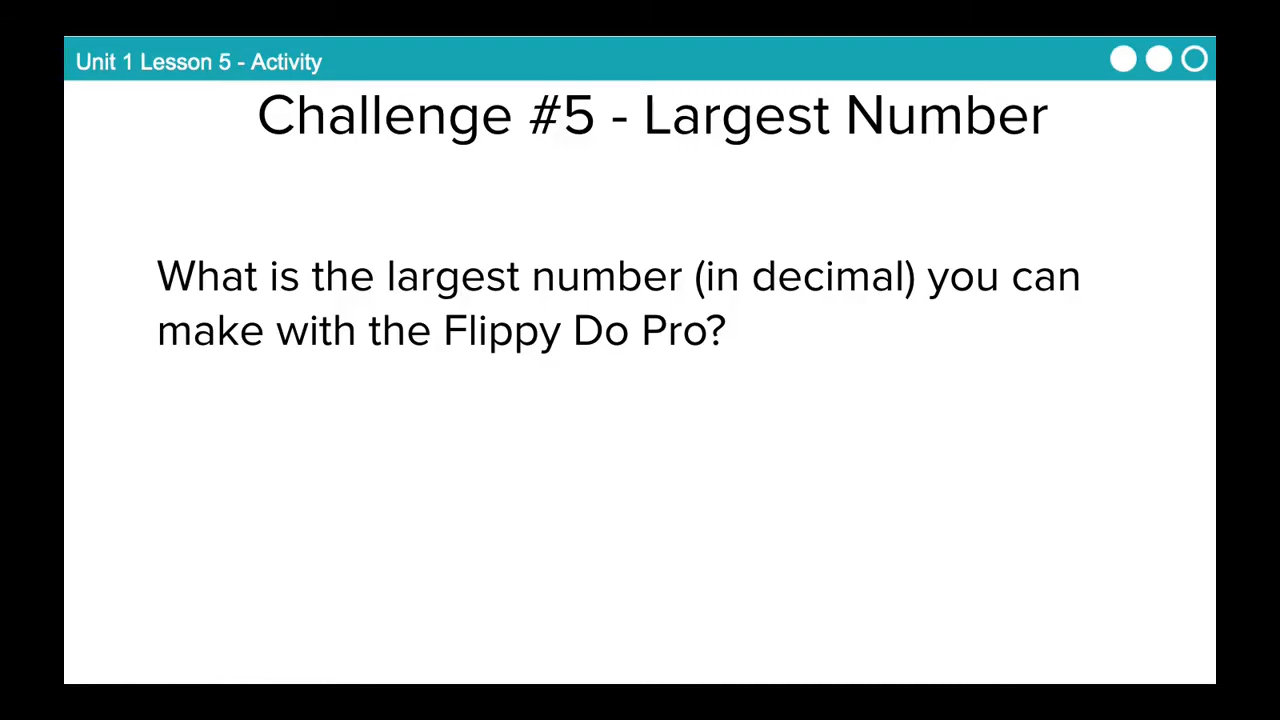 Unit 1 Lesson 5 - Activity
Challenge #5 - Largest Number
What is the largest number (in decimal) you can
make with the Flippy Do Pro?